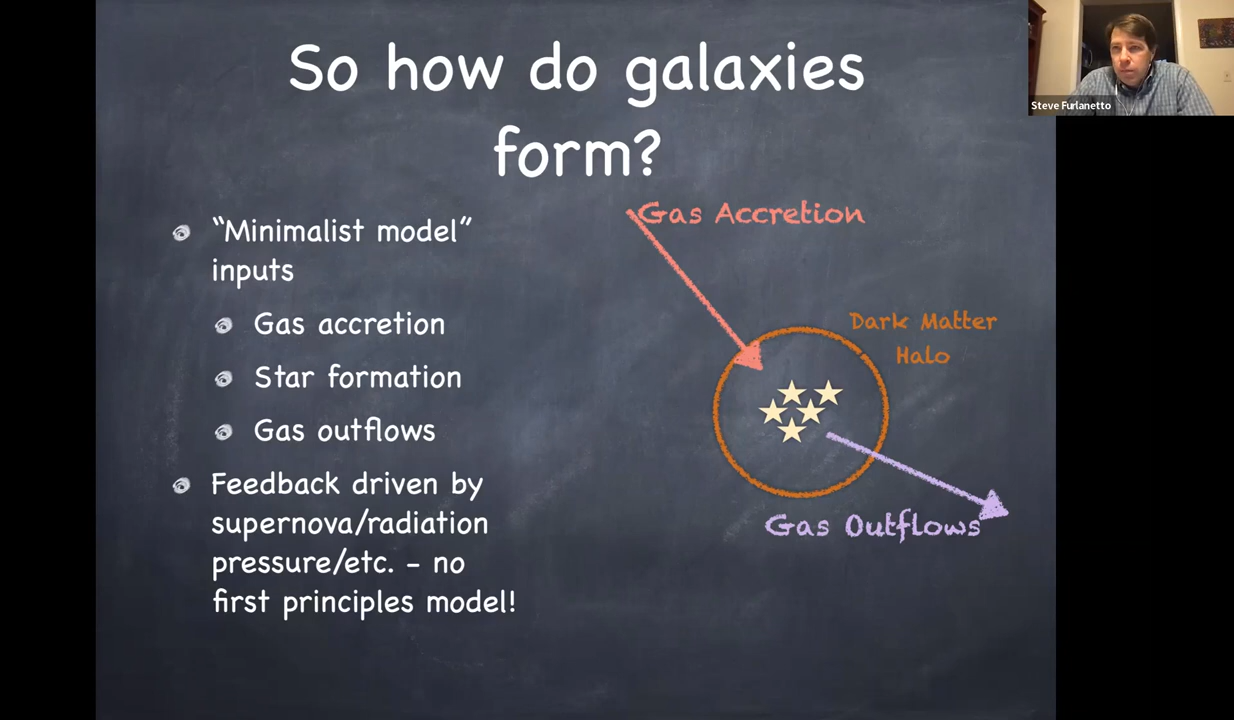 So how do galaxies
form?
Steve Furlanetto
“Minimalist model”
inputs
Gas accretion
Star formation
Gas outflows
Feedback driven by
supernova/radiation
pressure/etc. – no
first principles model!
Gas Accretion
Dark Matter
Halo
Gas Outflows